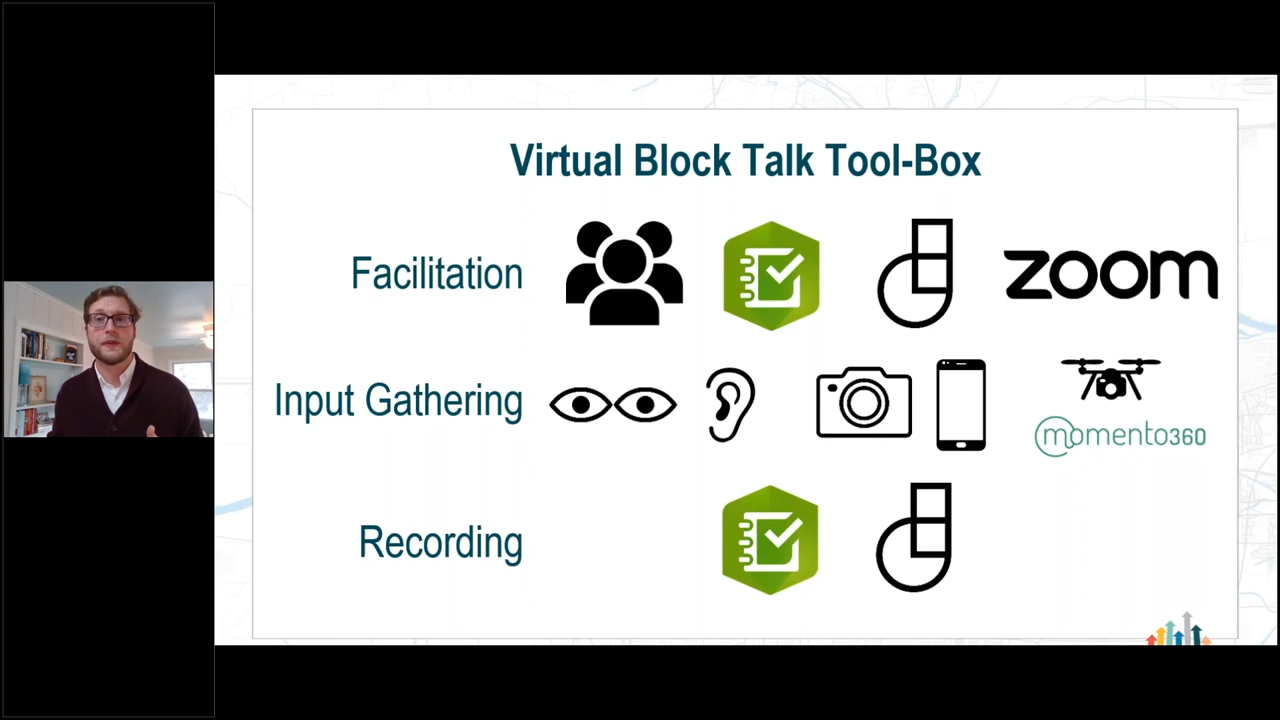 Virtual Block Talk Tool-Box
Facilitation
zoom
Input Gathering
momento360
Recording